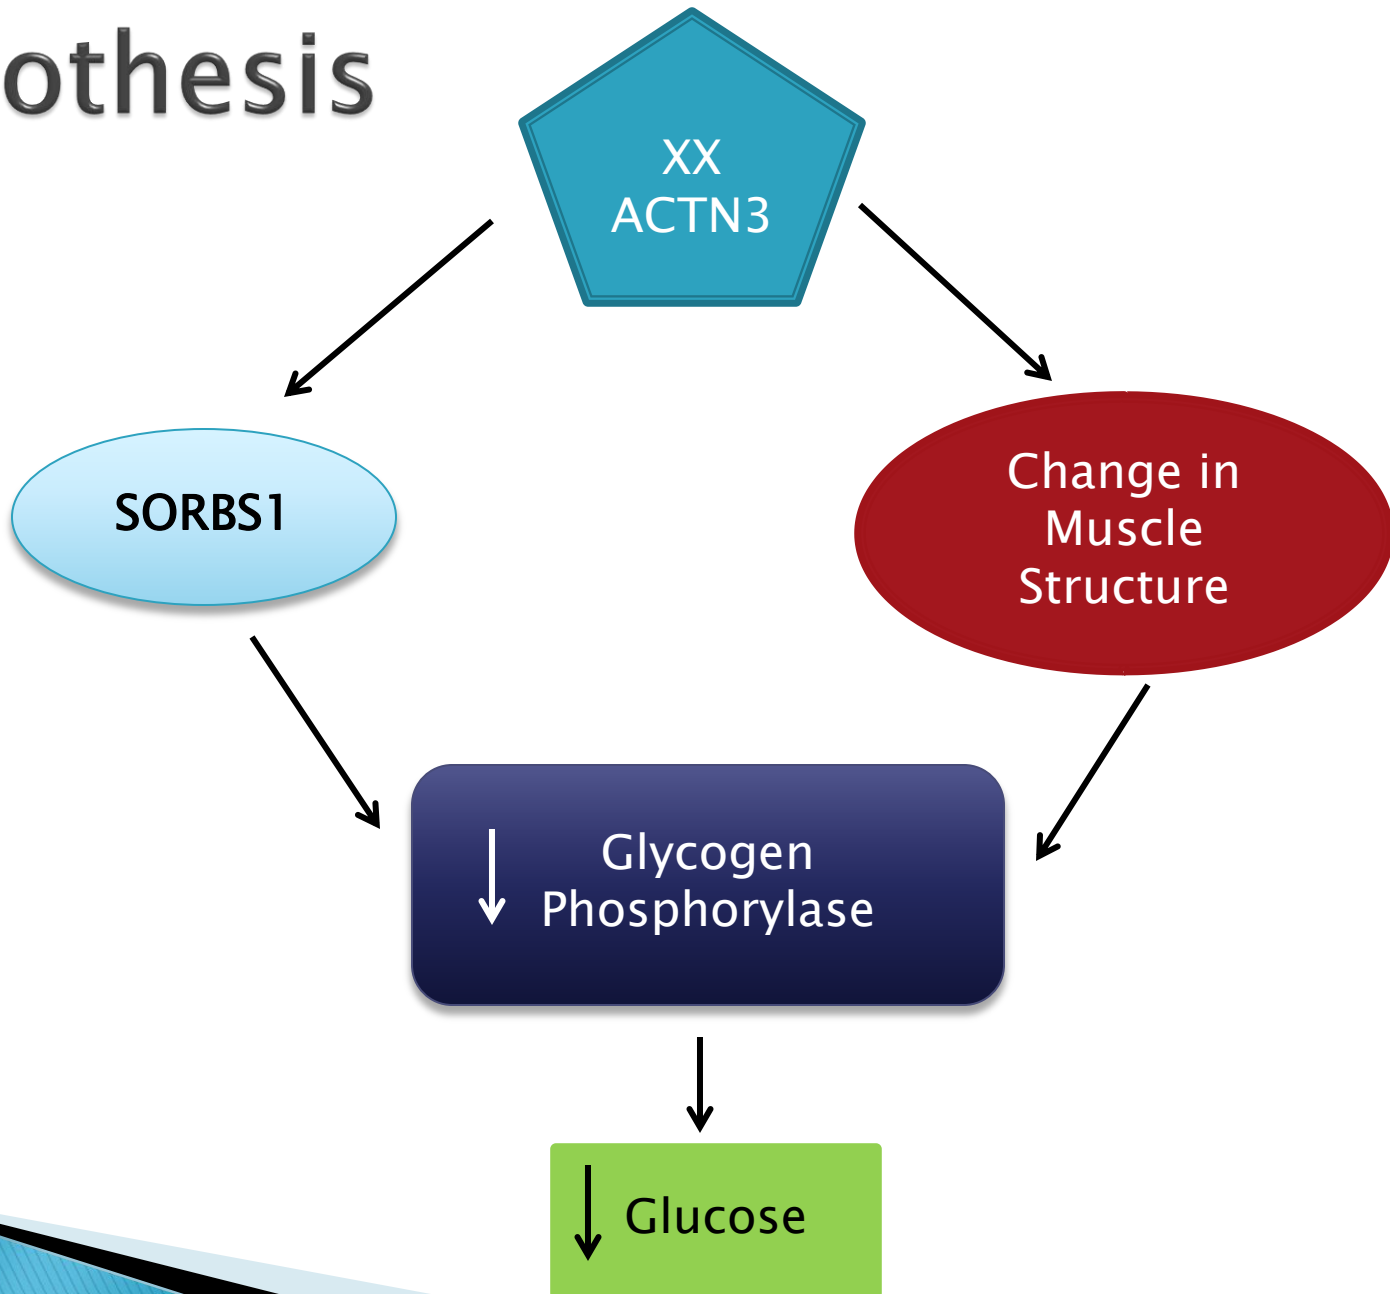 othesis
XX
ACTN3
SORBS1
Change in
Muscle
Structure
Glycogen
Phosphorylase
Glucose